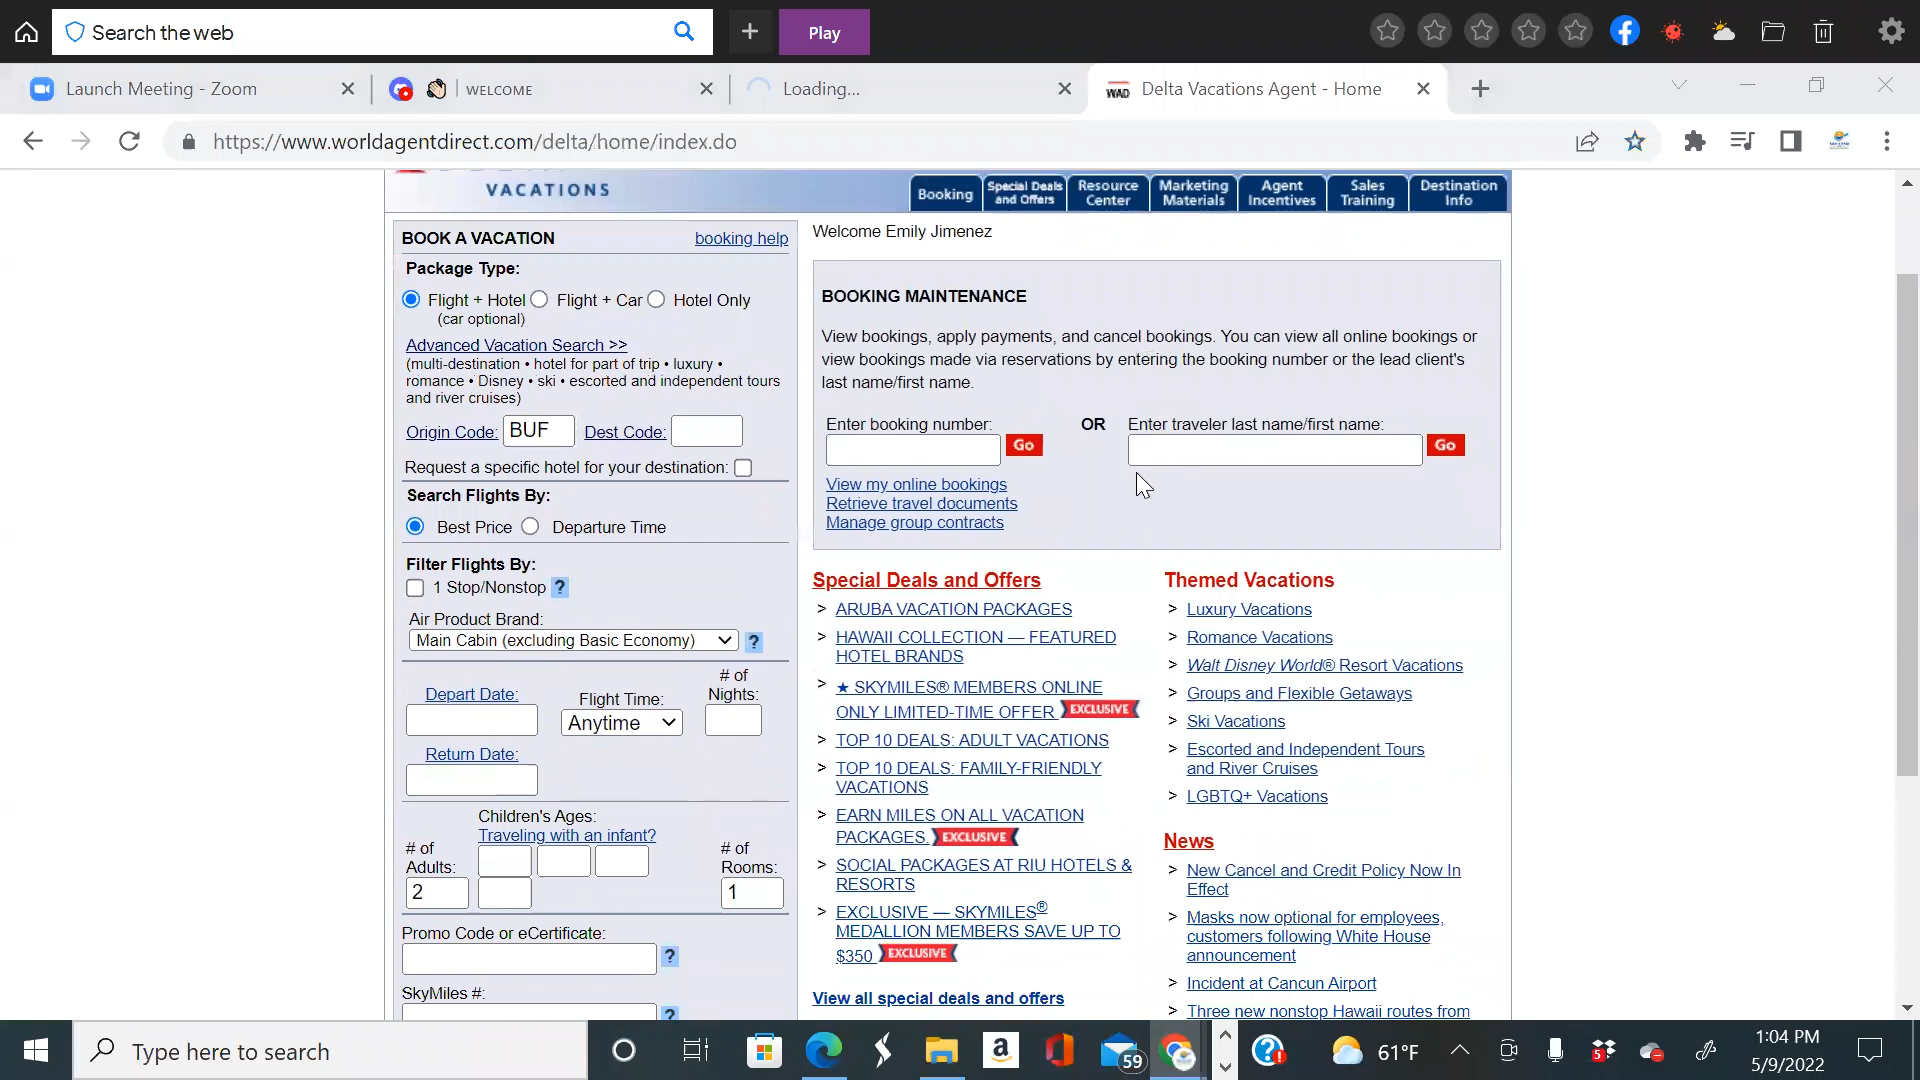 Search the web
Play
Launch Meeting - Zoom
WELCOME
Loading...
WAD
Delta Vacations Agent - Home
https://www.worldagentdirect.com/delta/home/index.do
VACATIONS
Booking
Special Deals
and Offers
Resource
Center
Marketing
Materials
Agent
Incentives
Sales
Training
Destination
Info
BOOK A VACATION
booking help
Package Type:
Flight + Hotel
(car optional)
Flight + Car
Hotel Only
Advanced Vacation Search >>
(multi-destination • hotel for part of trip • luxury •
romance • Disney • ski • escorted and independent tours
and river cruises)
Origin Code: BUF Dest Code:
Request a specific hotel for your destination:
Search Flights By:
Best Price
Departure Time
Filter Flights By:
1 Stop/Nonstop ?
Air Product Brand:
Main Cabin (excluding Basic Economy) ?
Depart Date:
Flight Time:
Anytime
# of
Nights:
Return Date:
# of
Adults:
2
Children's Ages:
Traveling with an infant?
# of
Rooms:
1
Promo Code or eCertificate:
?
SkyMiles #:
?
Welcome Emily Jimenez
BOOKING MAINTENANCE
View bookings, apply payments, and cancel bookings. You can view all online bookings or
view bookings made via reservations by entering the booking number or the lead client's
last name/first name.
Enter booking number:
Go
OR
Enter traveler last name/first name:
Go
View my online bookings
Retrieve travel documents
Manage group contracts
Special Deals and Offers
> ARUBA VACATION PACKAGES
> HAWAII COLLECTION — FEATURED
HOTEL BRANDS
> ★ SKYMILES® MEMBERS ONLINE
ONLY LIMITED-TIME OFFER EXCLUSIVE
> TOP 10 DEALS: ADULT VACATIONS
> TOP 10 DEALS: FAMILY-FRIENDLY
VACATIONS
> EARN MILES ON ALL VACATION
PACKAGES. EXCLUSIVE
> SOCIAL PACKAGES AT RIU HOTELS &
RESORTS
> EXCLUSIVE — SKYMILES®
MEDALLION MEMBERS SAVE UP TO
$350 EXCLUSIVE
View all special deals and offers
Themed Vacations
> Luxury Vacations
> Romance Vacations
> Walt Disney World® Resort Vacations
> Groups and Flexible Getaways
> Ski Vacations
> Escorted and Independent Tours
and River Cruises
> LGBTQ+ Vacations
News
> New Cancel and Credit Policy Now In
Effect
> Masks now optional for employees,
customers following White House
announcement
> Incident at Cancun Airport
> Three new nonstop Hawaii routes from
Type here to search
59
61°F
5
1:04 PM
5/9/2022